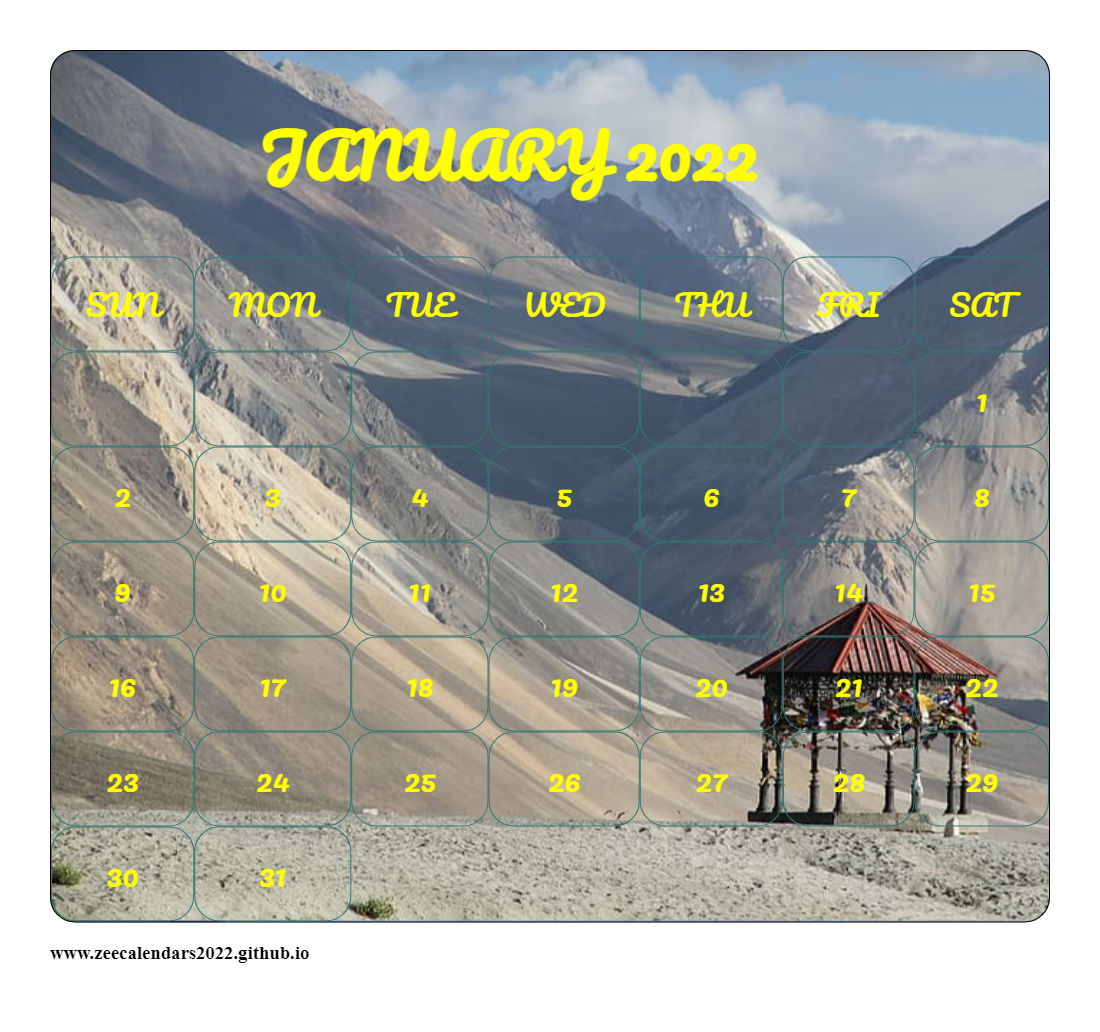 JANUARY 2022
SUN MON TUE WED THU FRI SAT
1
2 3 4 5 6 7 8
9 10 11 12 13 14 15
16 17 18 19 20 21 22
23 24 25 26 27 28 29
30 31
www.zeecalendars2022.github.io